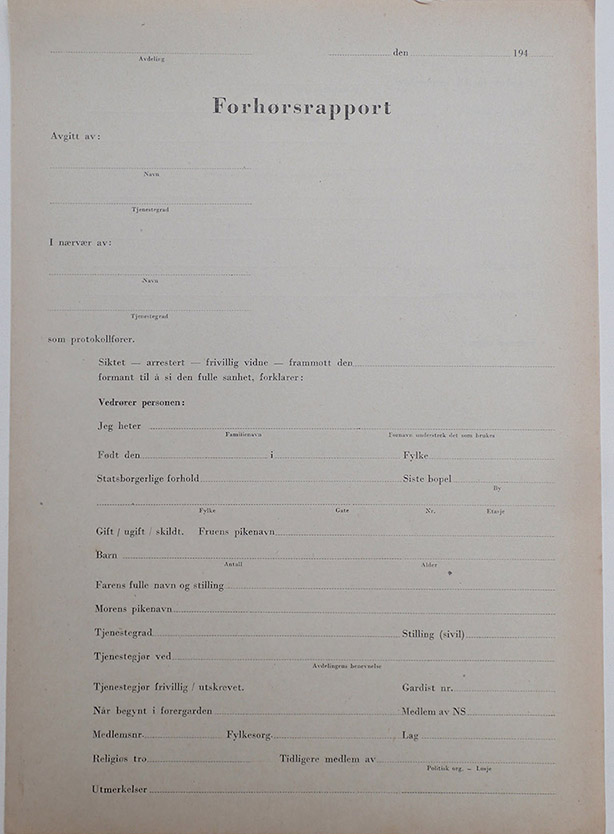 den 194
Avdeling
Forhørsrapport
Avgitt av:
Navn
Tjenestegrad
I nærvær av:
Navn
Tjenestegrad
som protokollfører.
Siktet — arrestert — frivillig vidne — frammøtt den
formant til å si den fulle sanhet, forklarer:
Vedrører personen:
Jeg heter
Familienavn Fornavn understrek det som brukes
Født den i Fylke
Statsborgerlige forhold Siste bopel
By
Fylke Gate Nr. Etasje
Gift / ugift / skildt. Fruens pikenavn
Barn
Antall Alder
Farens fulle navn og stilling
Morens pikenavn
Tjenestegrad Stilling (sivil)
Tjenestegjør ved
Avdelingens benevnelse
Tjenestegjør frivillig / utskrevet. Gardist nr.
Når begynt i førergarden Medlem av NS
Medlemsnr. Fylkesorg. Lag
Religiøs tro Tidligere medlem av
Politisk org. – Losje
Utmerkelser